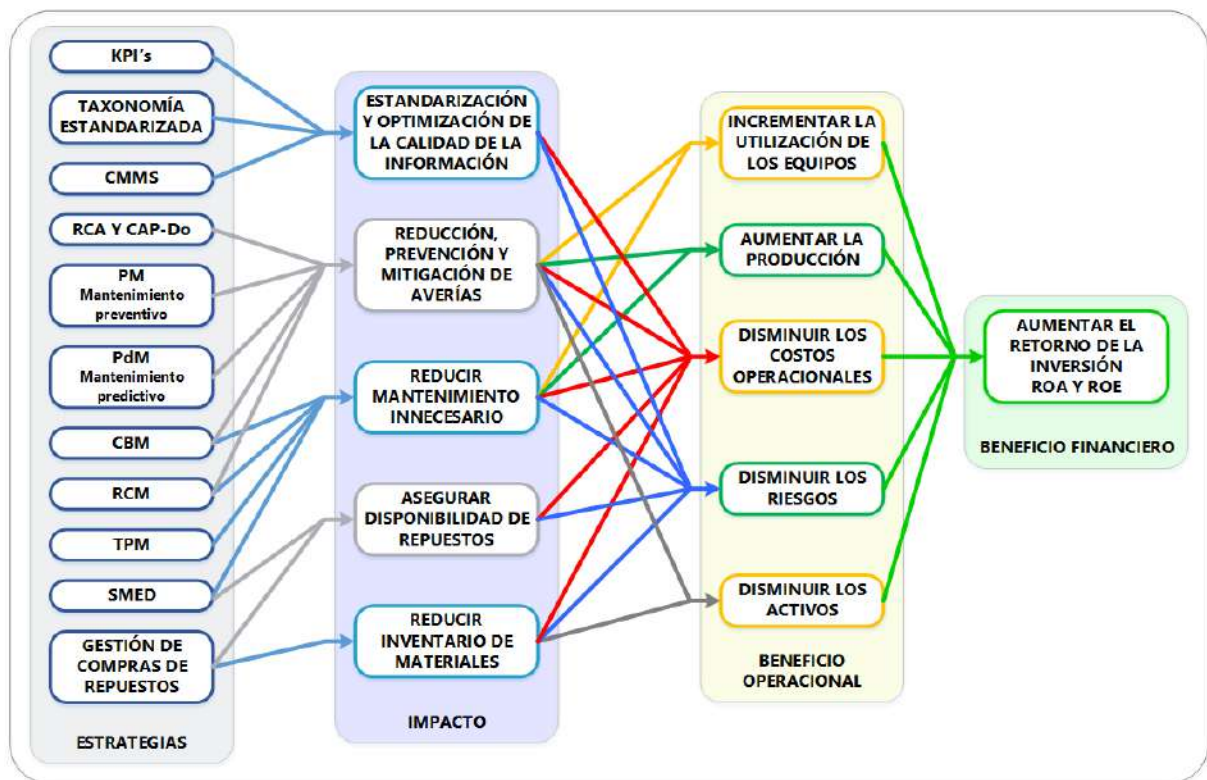 KPI's
TAXONOMÍA
ESTANDARIZADA
CMMS
RCA Y CAP-Do
PM
Mantenimiento
preventivo
PdM
Mantenimiento
predictivo
CBM
RCM
TPM
SMED
GESTIÓN DE
COMPRAS DE
REPUESTOS
ESTRATEGIAS
ESTANDARIZACIÓN
Y OPTIMIZACIÓN DE
LA CALIDAD DE LA
INFORMACIÓN
REDUCCIÓN,
PREVENCIÓN Y
MITIGACIÓN DE
AVERÍAS
REDUCIR
MANTENIMIENTO
INNECESARIO
ASEGURAR
DISPONIBILIDAD DE
REPUESTOS
REDUCIR
INVENTARIO DE
MATERIALES
IMPACTO
INCREMENTAR LA
UTILIZACIÓN DE
LOS EQUIPOS
AUMENTAR LA
PRODUCCIÓN
DISMINUIR LOS
COSTOS
OPERACIONALES
DISMINUIR LOS
RIESGOS
DISMINUIR LOS
ACTIVOS
BENEFICIO
OPERACIONAL
AUMENTAR EL
RETORNO DE LA
INVERSIÓN
ROA Y ROE
BENEFICIO FINANCIERO